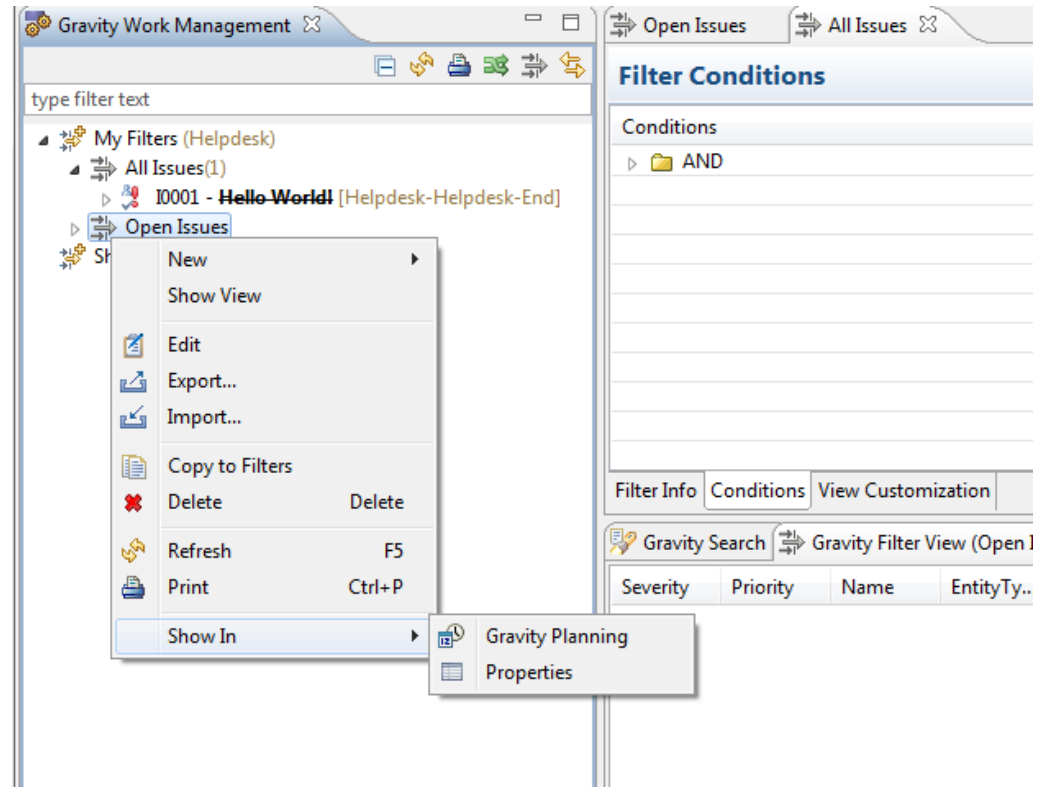 Gravity Work Management
type filter text
My Filters (Helpdesk)
All Issues(1)
I0001 - Hello World! [Helpdesk-Helpdesk-End]
Open Issues
Sh
New
Show View
Edit
Export...
Import...
Copy to Filters
Delete Delete
Refresh F5
Print Ctrl+P
Show In
Gravity Planning
Properties
Open Issues All Issues
Filter Conditions
Conditions
AND
Filter Info Conditions View Customization
Gravity Search Gravity Filter View (Open I
Severity Priority Name EntityTy...